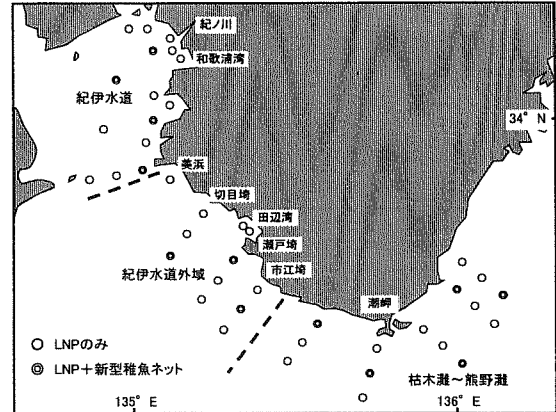 紀ノ川
和歌浦湾
紀伊水道
34° N
美浜
切目埼
田辺湾
瀬戸埼
紀伊水道外域
市江埼
潮岬
LNPのみ
LNP+新型稚魚ネット
枯木灘～熊野灘
135° E
136° E